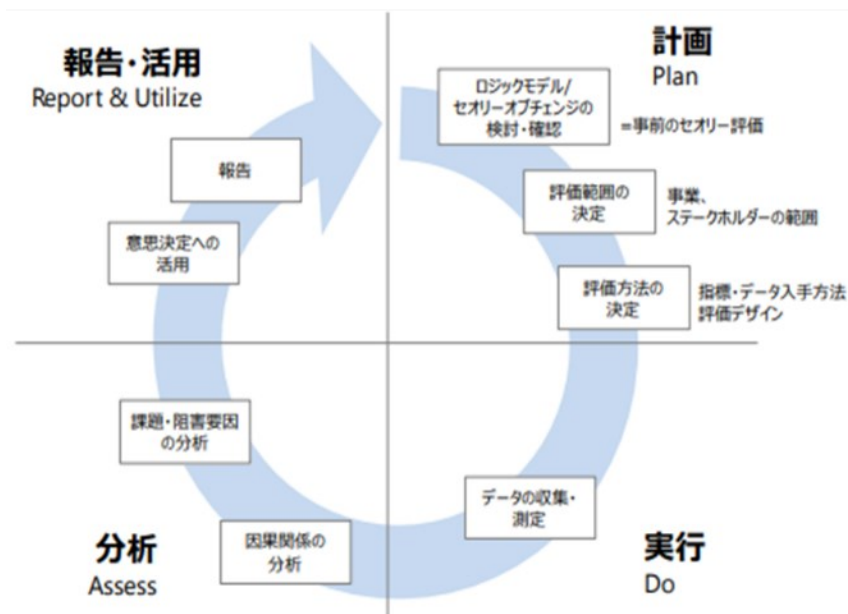 計画
Plan
ロジックモデル/
セオリーオブチェンジの
検討・確認
=事前のセオリー評価
評価範囲の
決定
事業、
ステークホルダーの範囲
評価方法の
決定
指標・データ入手方法
評価デザイン
実行
Do
データの収集・
測定
分析
Assess
因果関係の
分析
課題・阻害要因
の分析
報告・活用
Report & Utilize
意思決定への
活用
報告